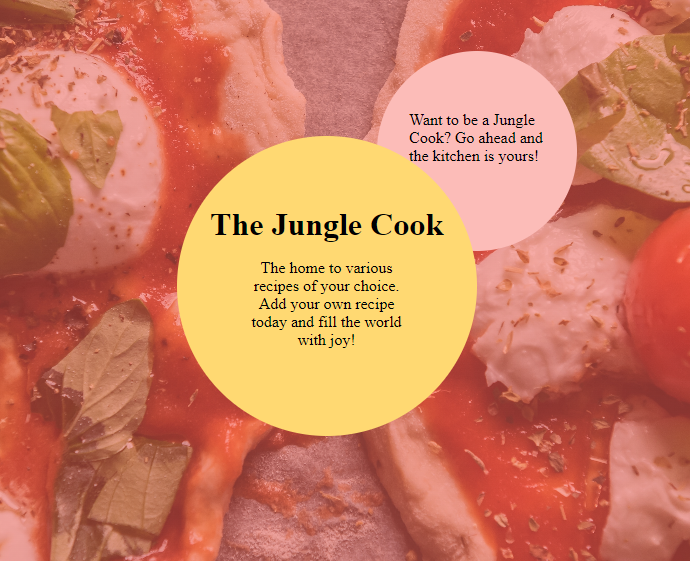 Want to be a Jungle
Cook? Go ahead and
the kitchen is yours!
The Jungle Cook
The home to various
recipes of your choice.
Add your own recipe
today and fill the world
with joy!